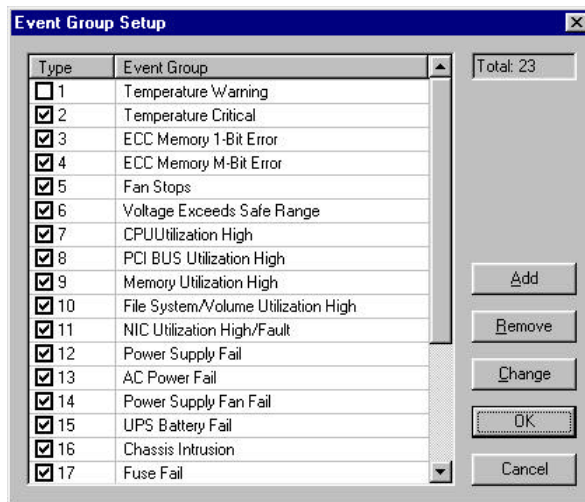 Event Group Setup
Type Event Group
1 Temperature Warning
2 Temperature Critical
3 ECC Memory 1-Bit Error
4 ECC Memory M-Bit Error
5 Fan Stops
6 Voltage Exceeds Safe Range
7 CPUUtilization High
8 PCI BUS Utilization High
9 Memory Utilization High
10 File System/Volume Utilization High
11 NIC Utilization High/Fault
12 Power Supply Fail
13 AC Power Fail
14 Power Supply Fan Fail
15 UPS Battery Fail
16 Chassis Intrusion
17 Fuse Fail
Total: 23
Add
Remove
Change
OK
Cancel